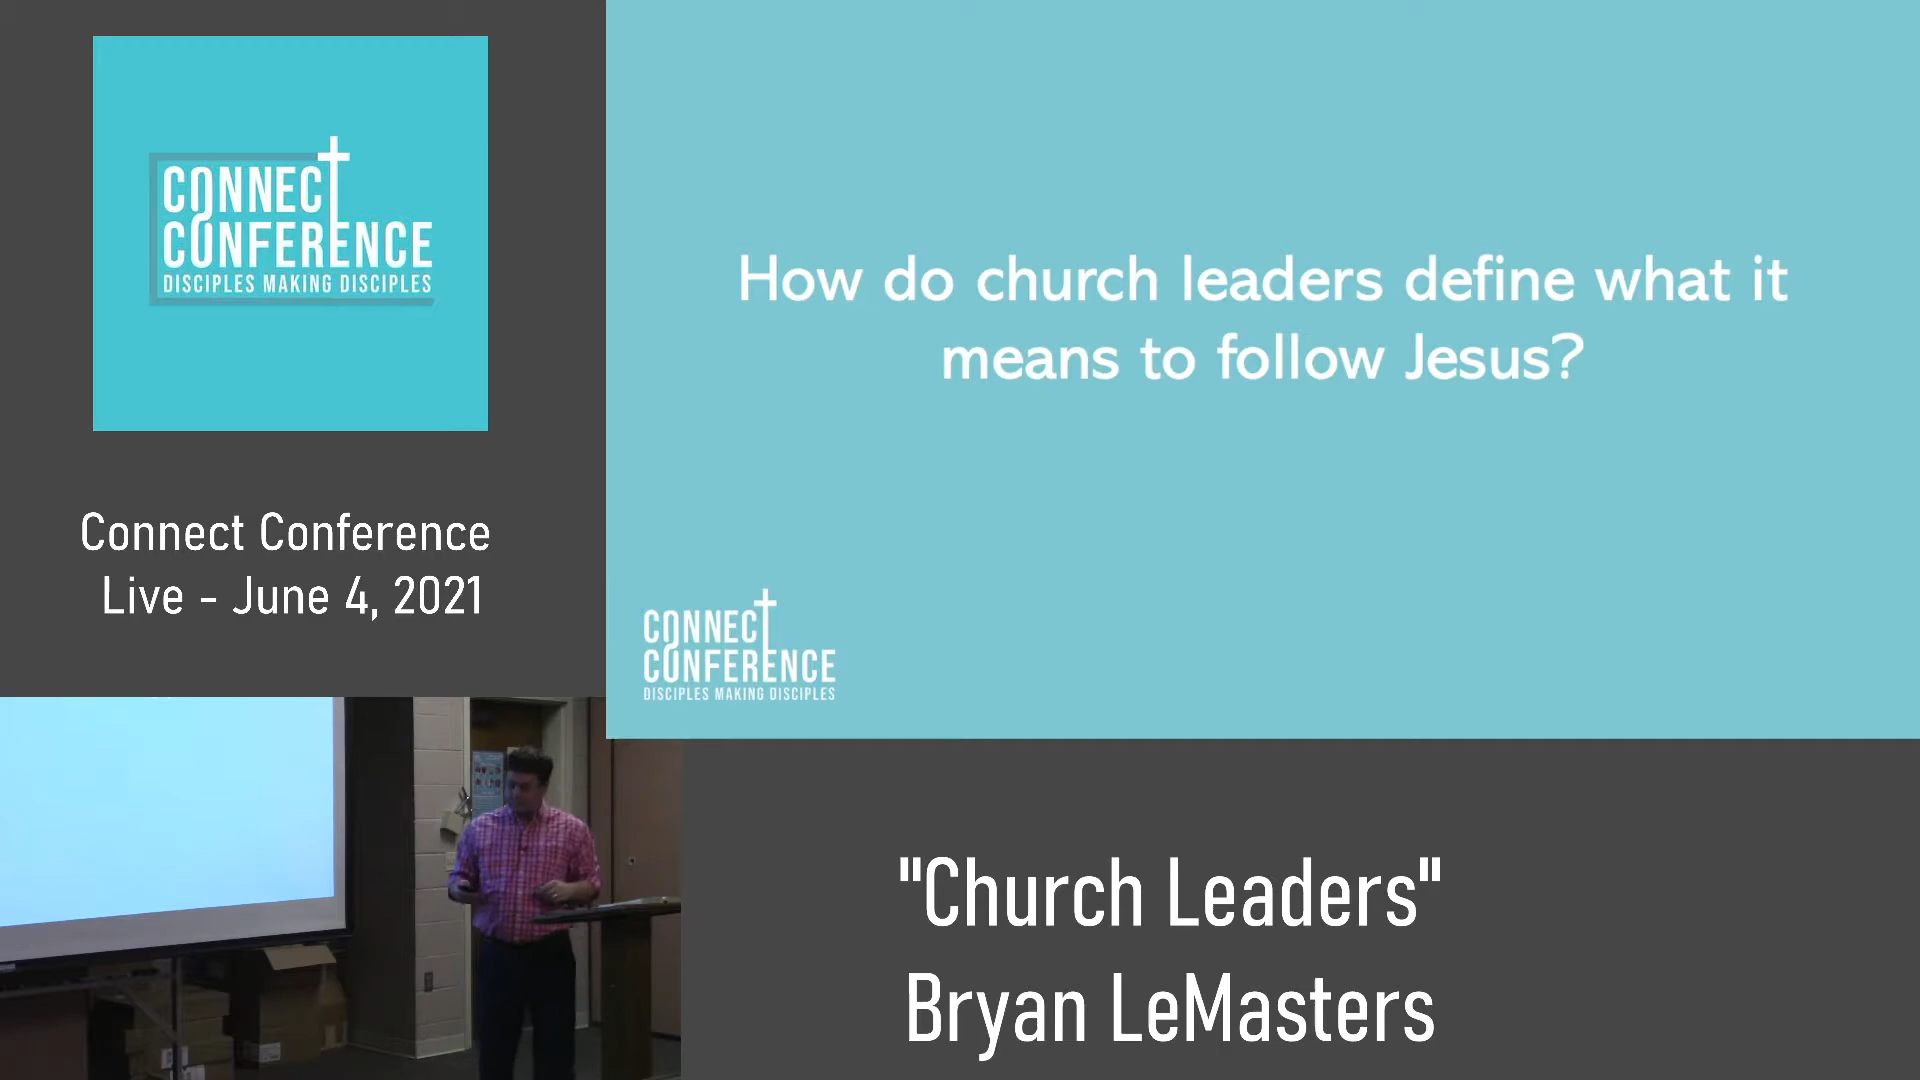 CONNECT
CONFERENCE
DISCIPLES MAKING DISCIPLES
Connect Conference
Live - June 4, 2021
How do church leaders define what it
means to follow Jesus?
CONNECT
CONFERENCE
DISCIPLES MAKING DISCIPLES
"Church Leaders"
Bryan LeMasters